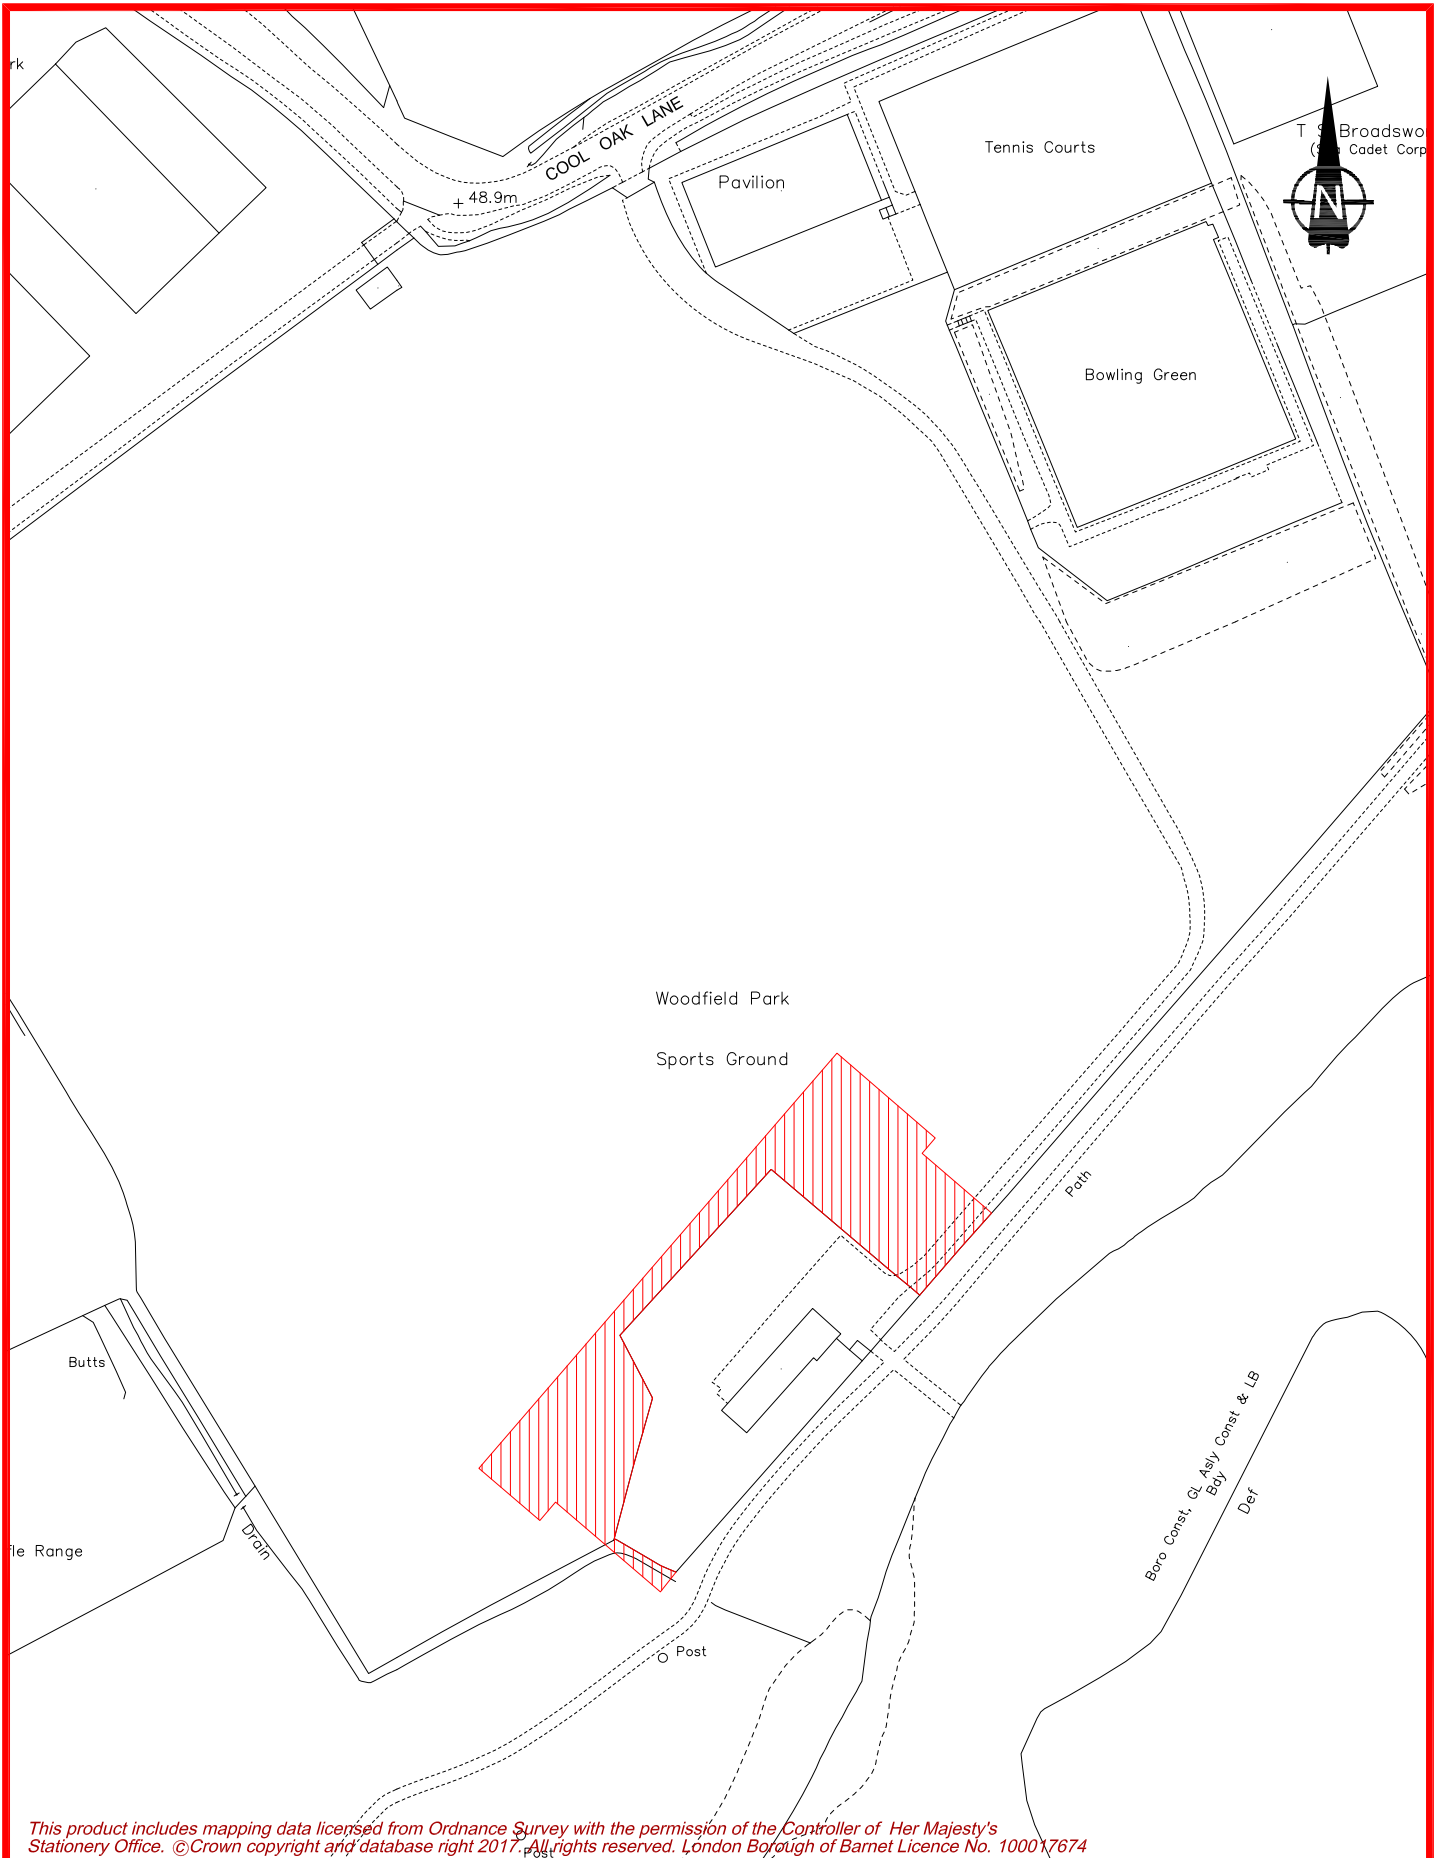 rk
COOL OAK LANE
48.9m
Pavilion
Tennis Courts
T S Broadswo
(Sea Cadet Corp
N
Bowling Green
Woodfield Park
Sports Ground
Path
Butts
fle Range
Drain
Boro Const, GL Asly Const & LB
Bdy
Def
Post
Post
This product includes mapping data licensed from Ordnance Survey with the permission of the Controller of Her Majesty's
Stationery Office. ©Crown copyright and database right 2017. All rights reserved. London Borough of Barnet Licence No. 100017674